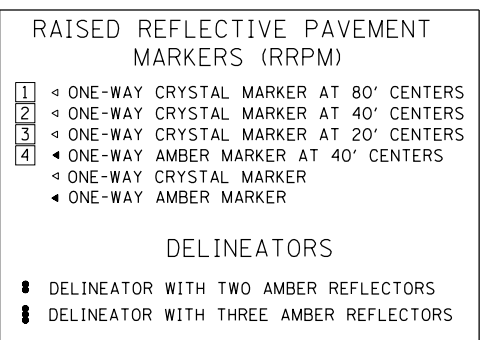 RAISED REFLECTIVE PAVEMENT
MARKERS (RRPM)
1 ◁ ONE-WAY CRYSTAL MARKER AT 80' CENTERS
2 ◁ ONE-WAY CRYSTAL MARKER AT 40' CENTERS
3 ◁ ONE-WAY CRYSTAL MARKER AT 20' CENTERS
4 ◀ ONE-WAY AMBER MARKER AT 40' CENTERS
◁ ONE-WAY CRYSTAL MARKER
◀ ONE-WAY AMBER MARKER
DELINEATORS
DELINEATOR WITH TWO AMBER REFLECTORS
DELINEATOR WITH THREE AMBER REFLECTORS